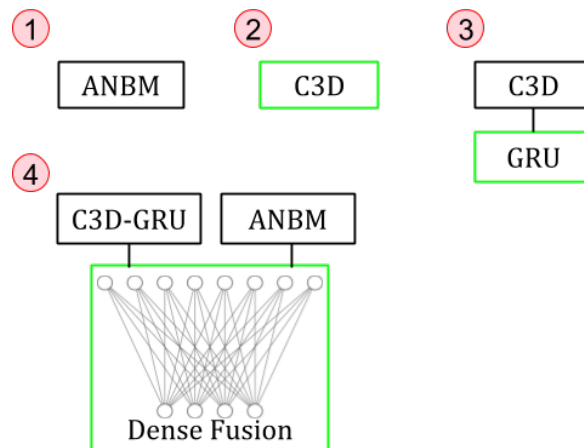 1
ANBM
2
C3D
3
C3D
GRU
4
C3D-GRU
ANBM
Dense Fusion